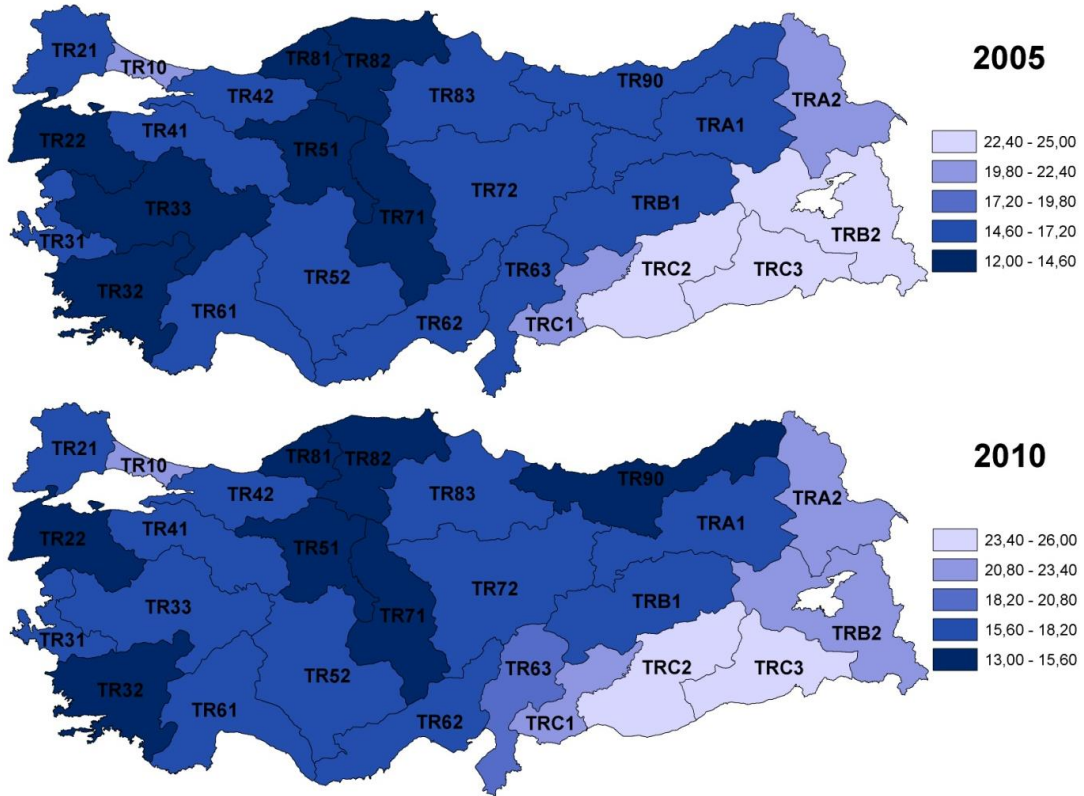 2005
TR21
TR10
TR81
TR82
TR42
TR83
TR90
TRA2
TR22
TR41
TR51
TRA1
TR33
TR71
TR72
TRB1
TR31
TRB2
TR32
TR52
TR63
TRC2
TRC3
TR61
TR62
TRC1
22,40 - 25,00
19,80 - 22,40
17,20 - 19,80
14,60 - 17,20
12,00 - 14,60
2010
TR21
TR10
TR81
TR82
TR42
TR83
TR90
TRA2
TR22
TR41
TR51
TRA1
TR33
TR71
TR72
TRB1
TR31
TRB2
TR32
TR52
TR63
TRC2
TRC3
TR61
TR62
TRC1
23,40 - 26,00
20,80 - 23,40
18,20 - 20,80
15,60 - 18,20
13,00 - 15,60